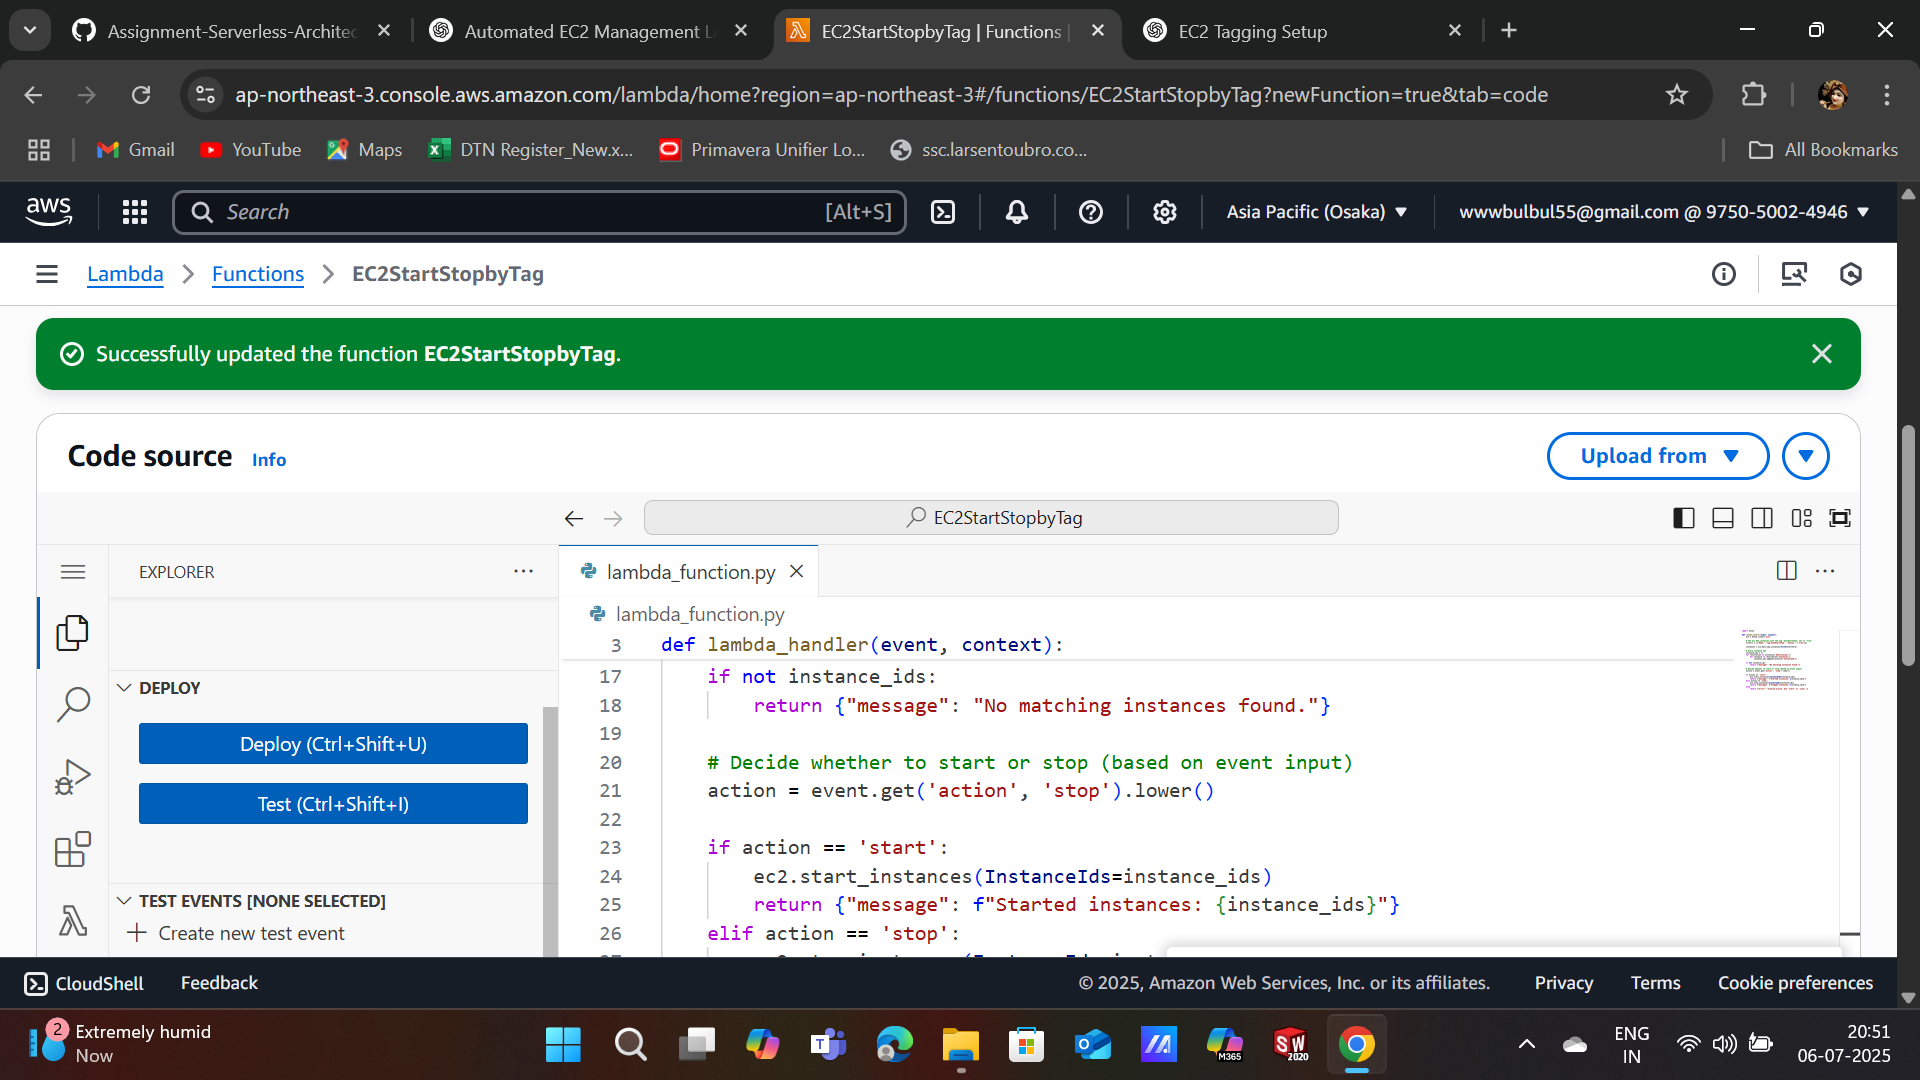 Assignment-Serverless-Architec
Automated EC2 Management L
EC2StartStopbyTag | Functions |
EC2 Tagging Setup
ap-northeast-3.console.aws.amazon.com/lambda/home?region=ap-northeast-3#/functions/EC2StartStopbyTag?newFunction=true&tab=code
Gmail
YouTube
Maps
DTN Register_New.x...
Primavera Unifier Lo...
ssc.larsentoubro.co...
All Bookmarks
aws
Search
[Alt+S]
Asia Pacific (Osaka)
wwwbulbul55@gmail.com @ 9750-5002-4946
Lambda
Functions
EC2StartStopbyTag
Successfully updated the function EC2StartStopbyTag.
Code source
Info
Upload from
EC2StartStopbyTag
EXPLORER
lambda_function.py
lambda_function.py
3 def lambda_handler(event, context):
17 if not instance_ids:
18 return {"message": "No matching instances found."}
19
20 # Decide whether to start or stop (based on event input)
21 action = event.get('action', 'stop').lower()
22
23 if action == 'start':
24 ec2.start_instances(InstanceIds=instance_ids)
25 return {"message": f"Started instances: {instance_ids}"}
26 elif action == 'stop':
DEPLOY
Deploy (Ctrl+Shift+U)
Test (Ctrl+Shift+I)
TEST EVENTS [NONE SELECTED]
Create new test event
CloudShell
Feedback
© 2025, Amazon Web Services, Inc. or its affiliates.
Privacy
Terms
Cookie preferences
2
Extremely humid
Now
M365
SW
2020
ENG
IN
20:51
06-07-2025